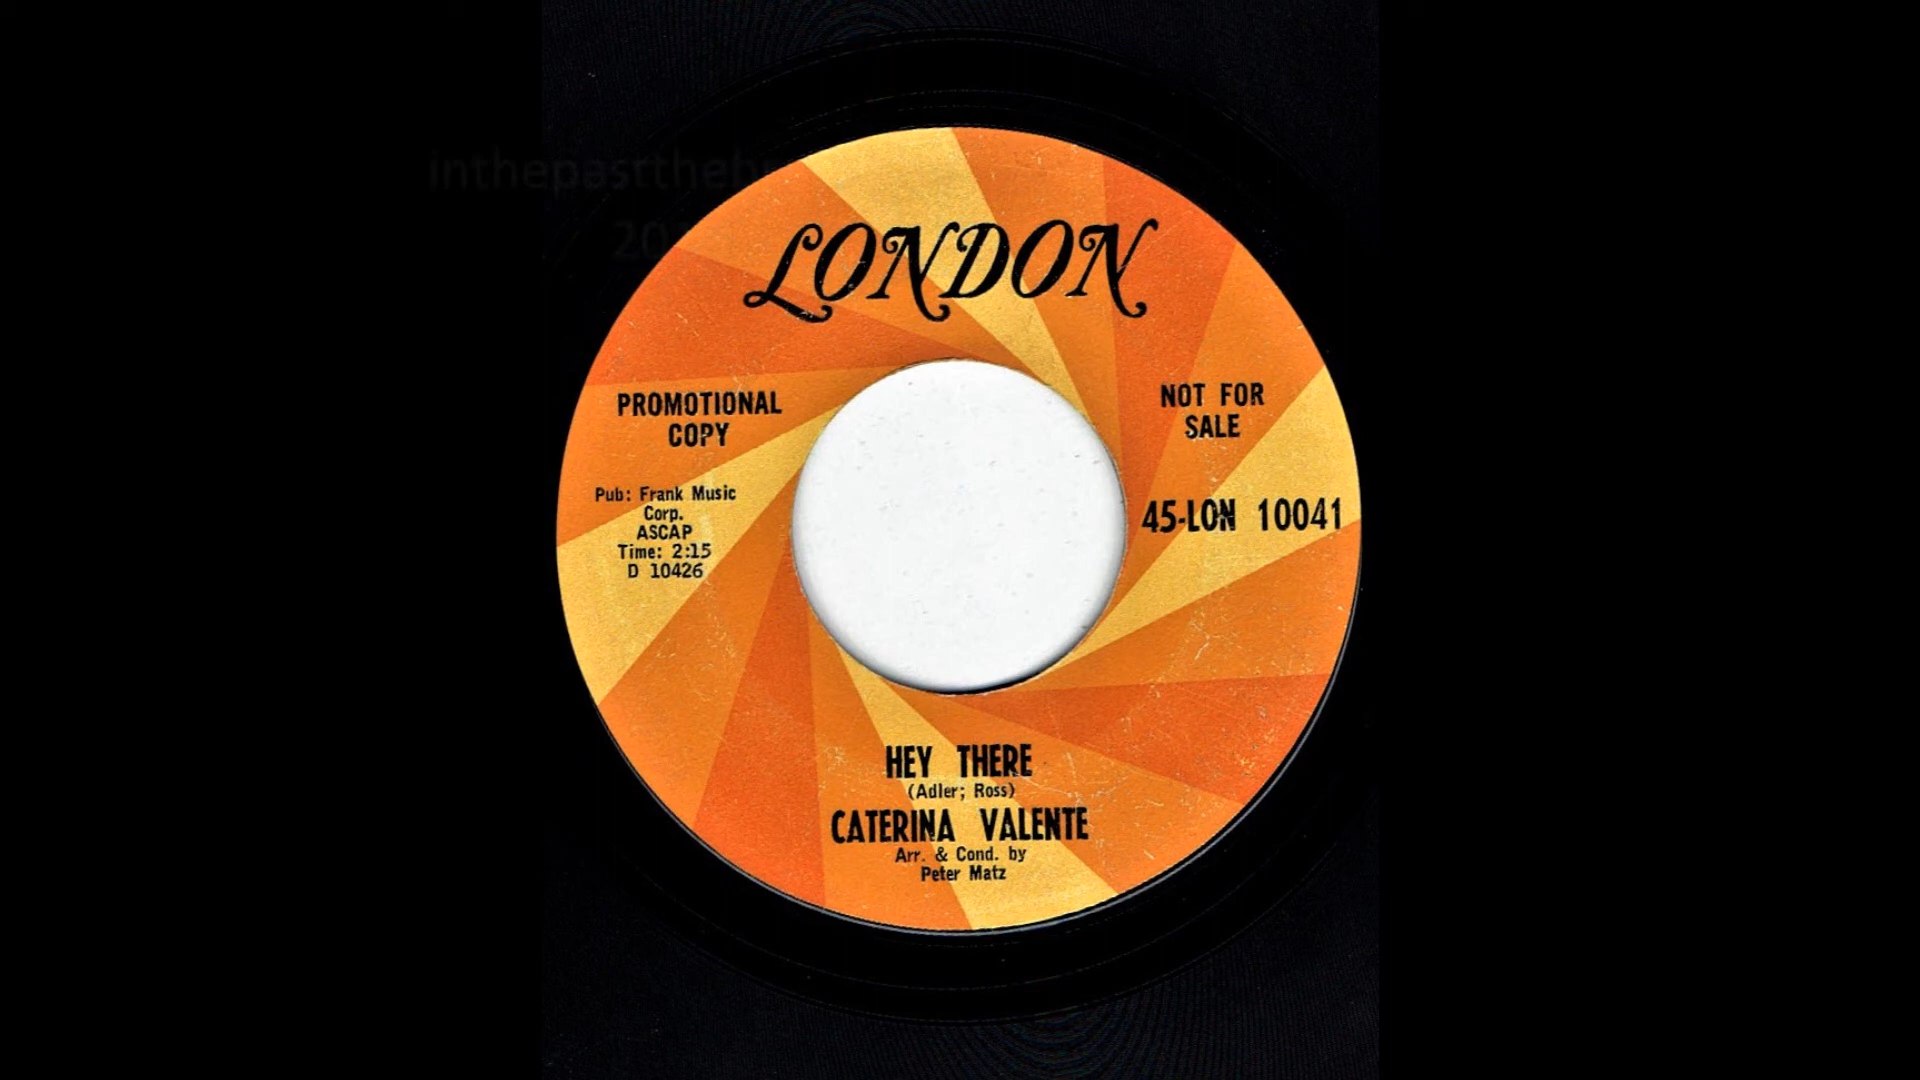 LONDON
PROMOTIONAL
COPY
NOT FOR
SALE
Pub: Frank Music
Corp.
ASCAP
Time: 2:15
D 10426
45-LON 10041
HEY THERE
(Adler; Ross)
CATERINA VALENTE
Arr. & Cond. by
Peter Matz